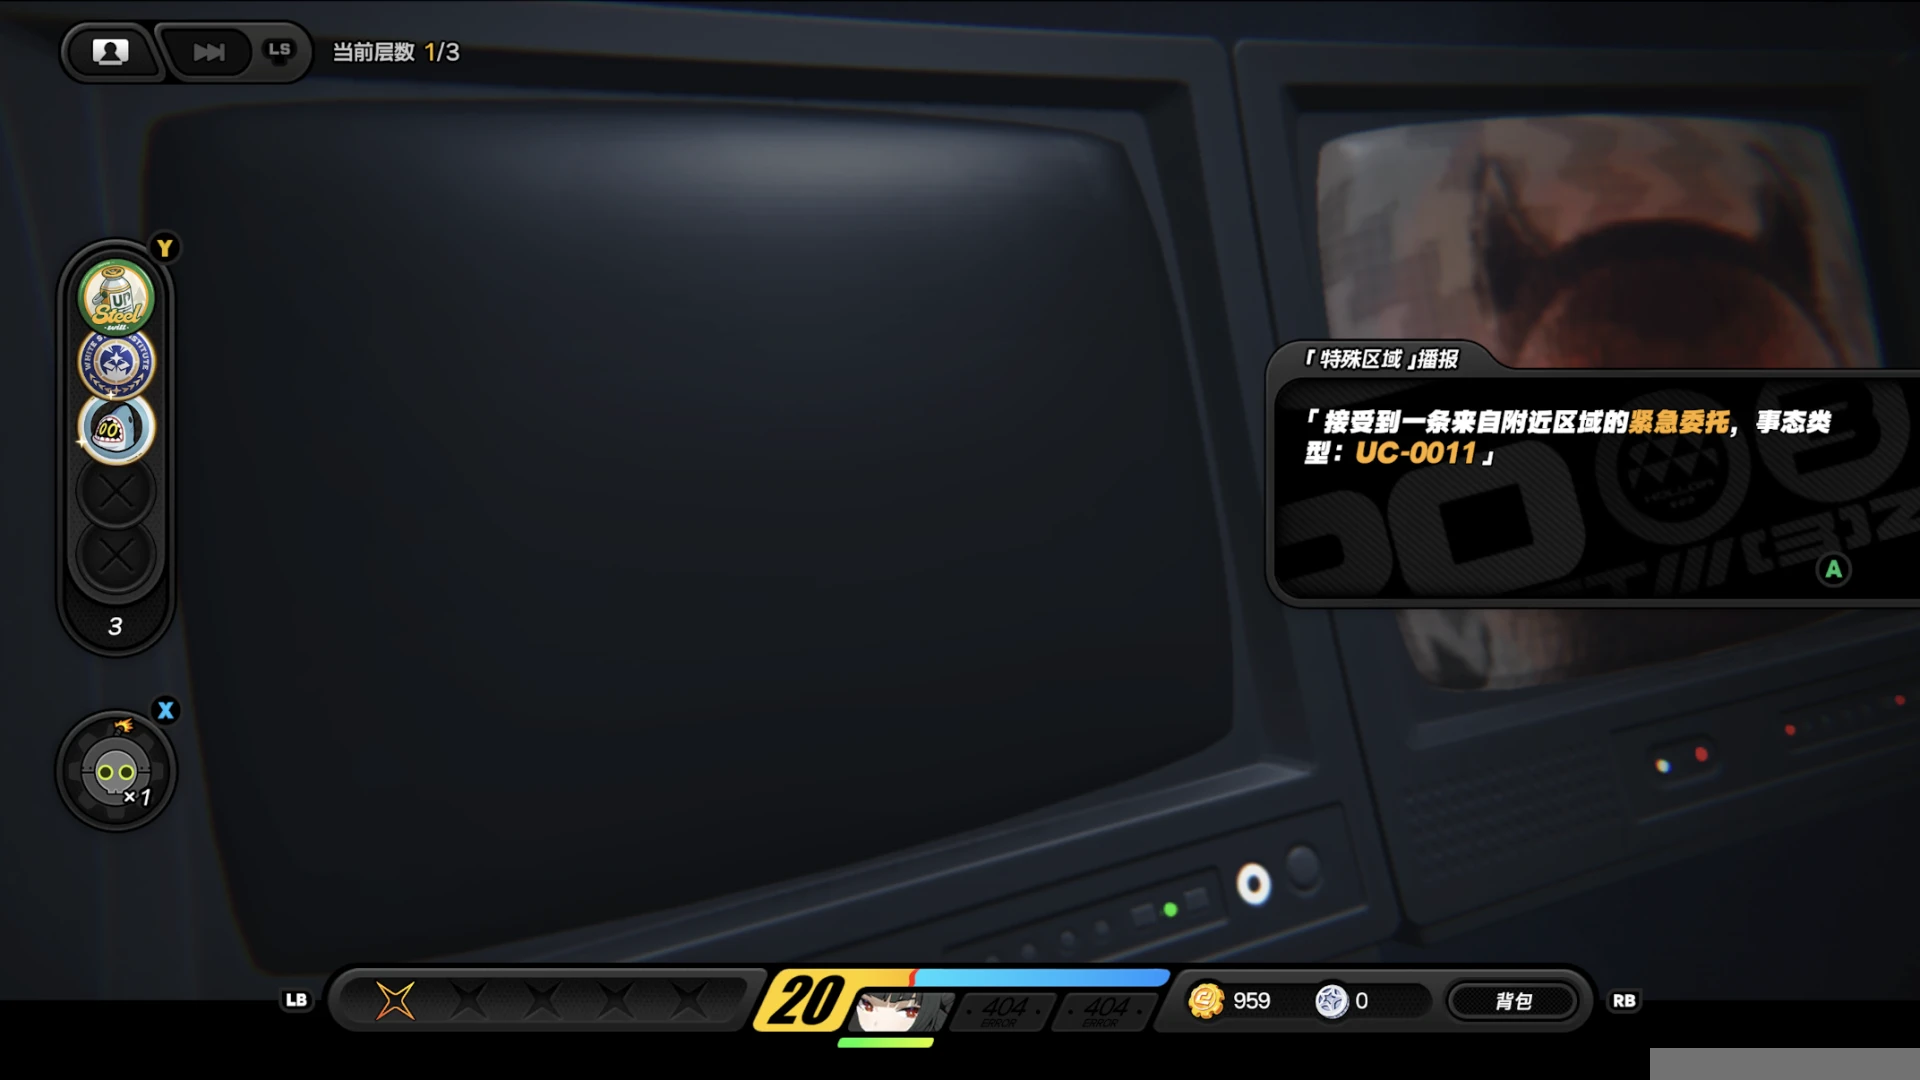 LS
当前层数 1/3
Y
UP
Steel
3
X
×1
「特殊区域」播报
「接受到一条来自附近区域的紧急委托，事态类
型：UC-0011」
A
LB
20
404
ERROR
404
ERROR
959
0
背包
RB